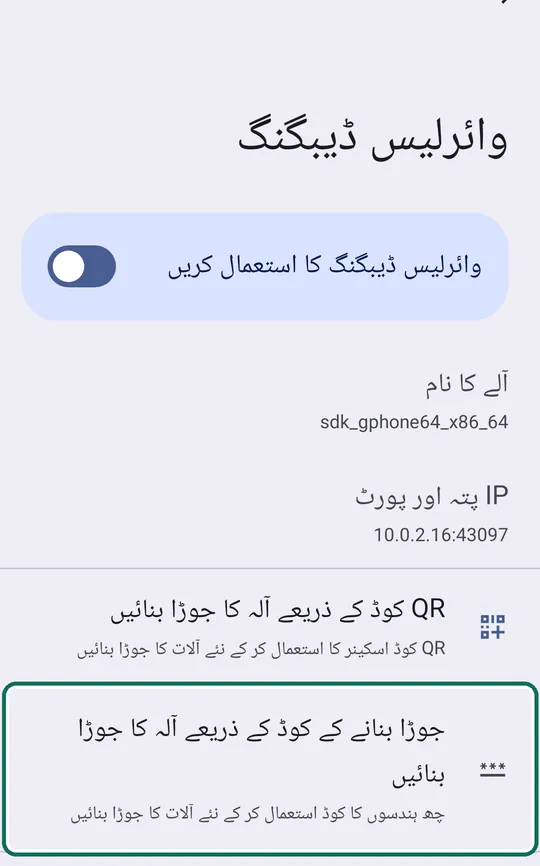 وائرلیس ڈیبگنگ
وائرلیس ڈیبگنگ کا استعمال کریں
آلے کا نام
sdk_gphone64_x86_64
IP پتہ اور پورٹ
10.0.2.16:43097
QR کوڈ کے ذریعے آلہ کا جوڑا بنائیں
QR کوڈ اسکینر کا استعمال کر کے نئے آلات کا جوڑا بنائیں
جوڑا بنانے کے کوڈ کے ذریعے آلہ کا جوڑا
بنائیں
چھ ہندسوں کا کوڈ استعمال کر کے نئے آلات کا جوڑا بنائیں